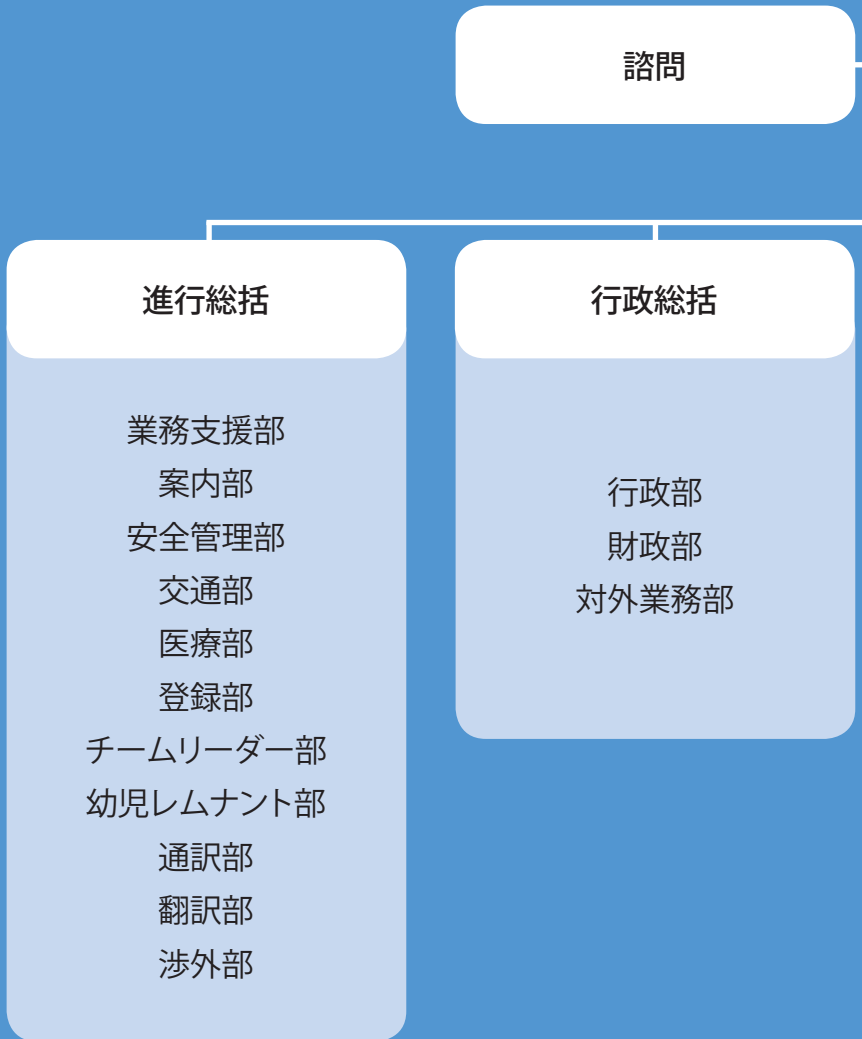 諮問
進行総括
業務支援部
案内部
安全管理部
交通部
医療部
登録部
チームリーダー部
幼児レムナント部
通訳部
翻訳部
渉外部
行政総括
行政部
財政部
対外業務部